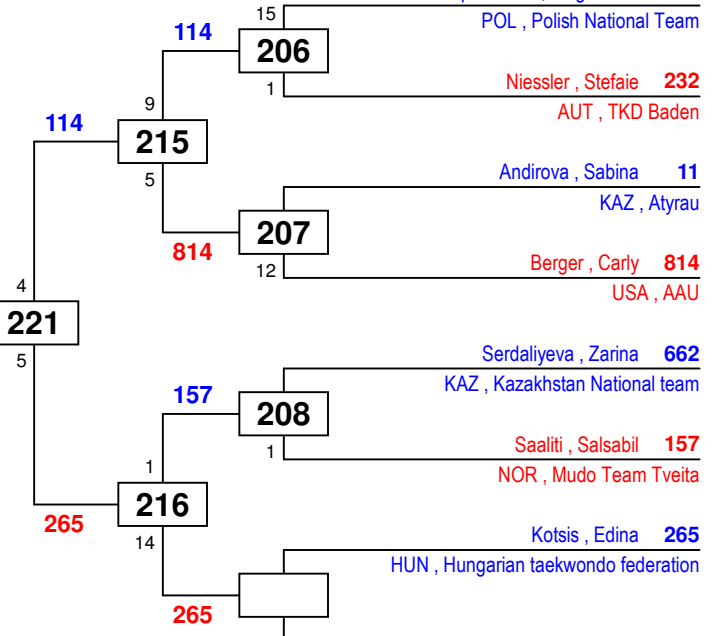 15
114
206
POL , Polish National Team
1
Niessler , Stefaie 232
AUT , TKD Baden
9
114
215
5
Andirova , Sabina 11
KAZ , Atyrau
207
814
12
Berger , Carly 814
USA , AAU
4
221
5
Serdaliyeva , Zarina 662
KAZ , Kazakhstan National team
157
208
1
Saaliti , Salsabil 157
NOR , Mudo Team Tveita
1
216
265
14
Kotsis , Edina 265
HUN , Hungarian taekwondo federation
265